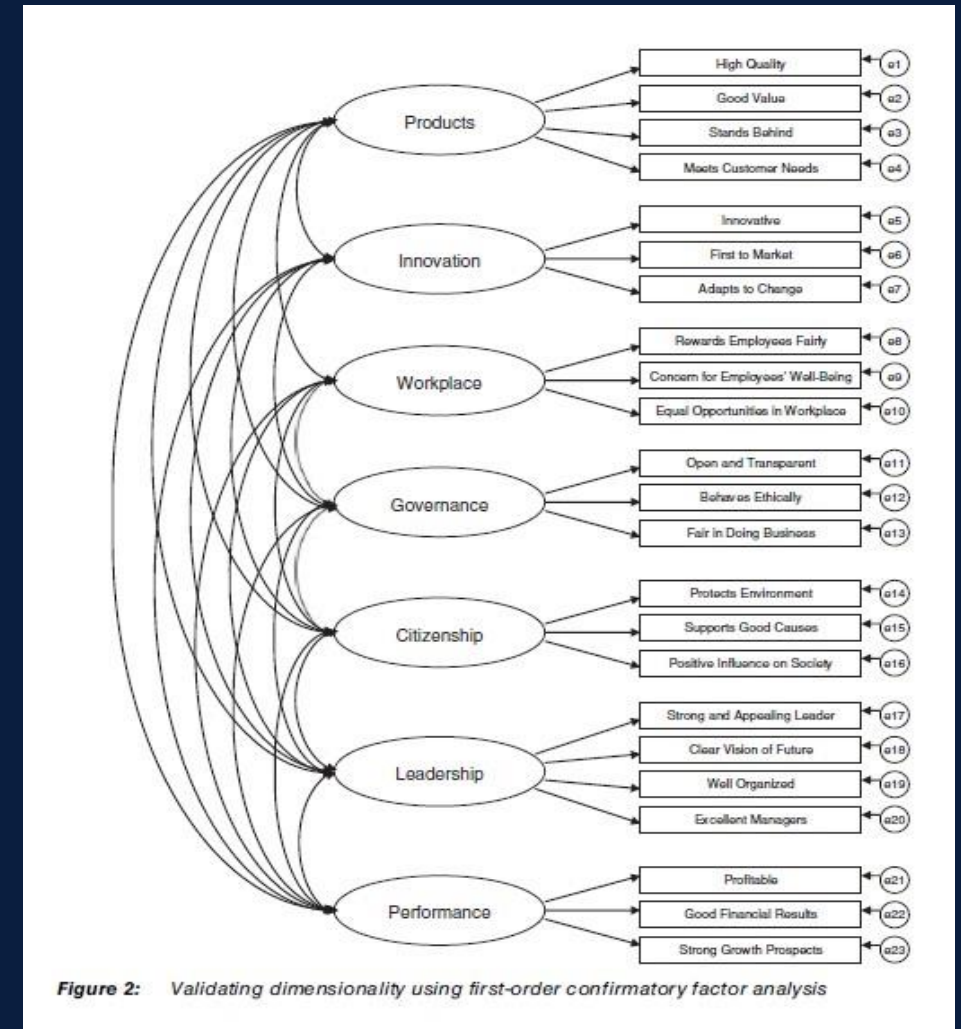 High Quality e1
Good Value e2
Products
Stands Behind e3
Meets Customer Needs e4
Innovative e5
Innovation
First to Market e6
Adapts to Change e7
Rewards Employees Fairly e8
Workplace
Concern for Employees' Well-Being e9
Equal Opportunities in Workplace e10
Open and Transparent e11
Governance
Behaves Ethically e12
Fair in Doing Business e13
Protects Environment e14
Citizenship
Supports Good Causes e15
Positive Influence on Society e16
Strong and Appealing Leader e17
Clear Vision of Future e18
Leadership
Well Organized e19
Excellent Managers e20
Profitable e21
Performance
Good Financial Results e22
Strong Growth Prospects e23
Figure 2: Validating dimensionality using first-order confirmatory factor analysis